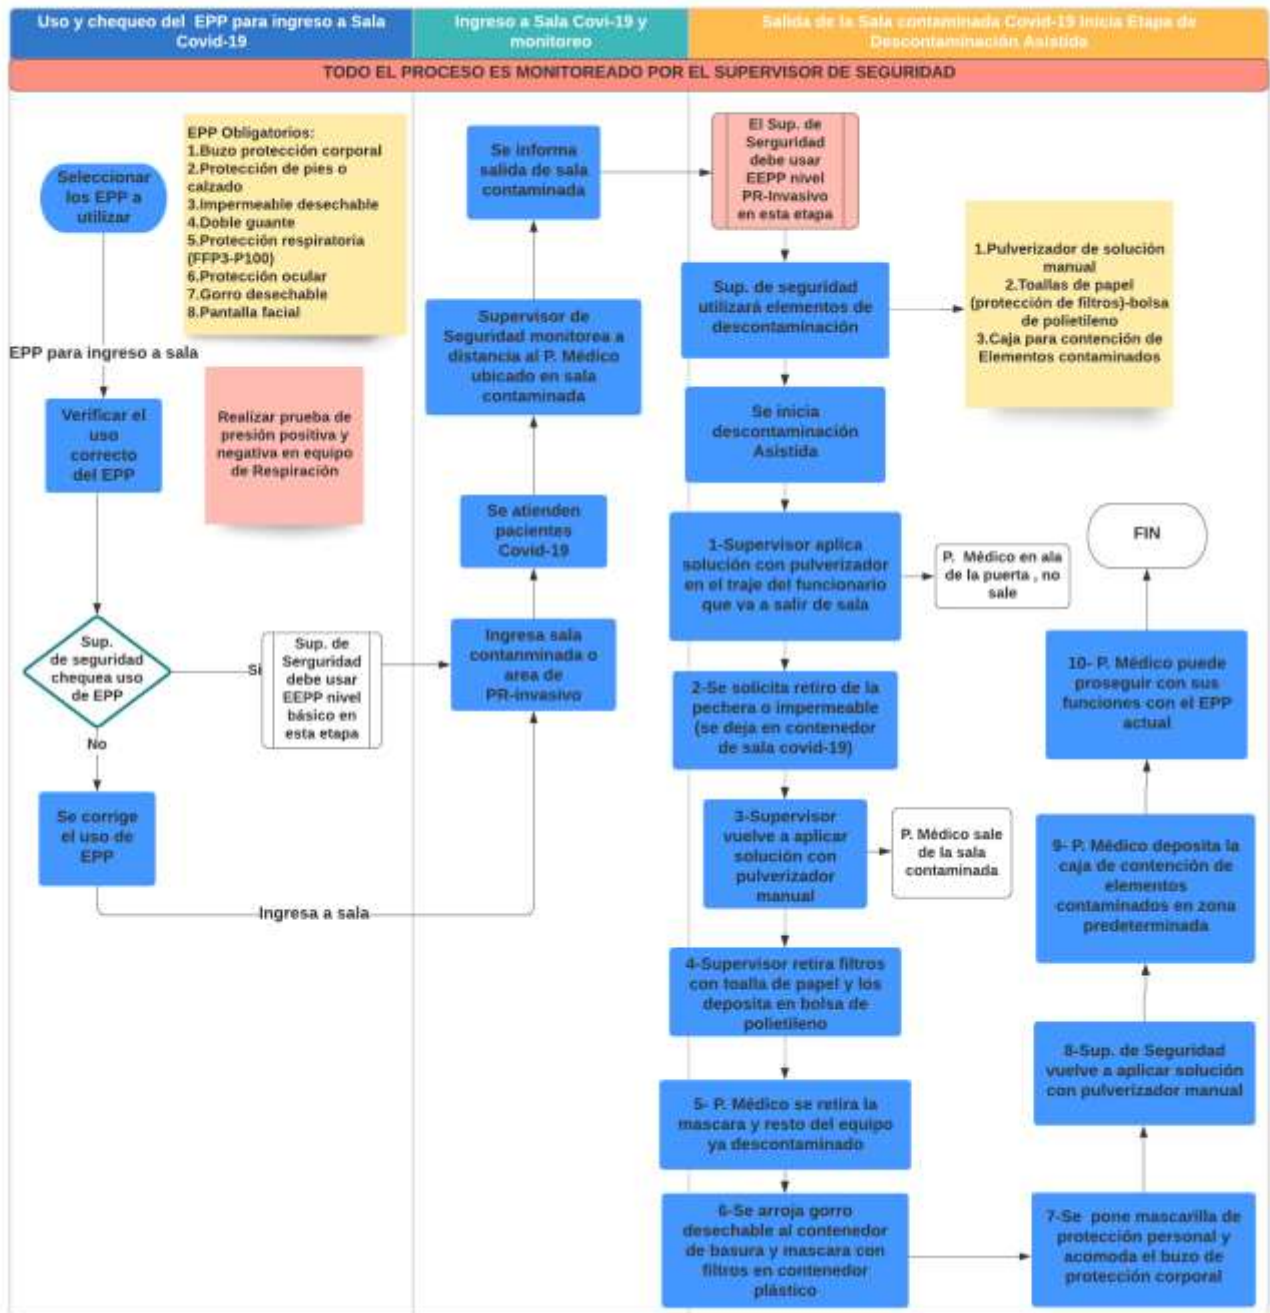 Uso y chequeo del EPP para ingreso a Sala
Covid-19
Ingreso a Sala Covi-19 y
monitoreo
Salida de la Sala contaminada Covid-19 Inicia Etapa de
Descontaminación Asistida
TODO EL PROCESO ES MONITOREADO POR EL SUPERVISOR DE SEGURIDAD
Seleccionar
los EPP a
utilizar
EPP Obligatorios:
1.Buzo protección corporal
2.Protección de pies o
calzado
3.Impermeable desechable
4.Doble guante
5.Protección respiratoria
(FFP3-P100)
6.Protección ocular
7.Gorro desechable
8.Pantalla facial
EPP para ingreso a sala
Verificar el
uso
correcto
del EPP
Realizar prueba de
presión positiva y
negativa en equipo
de Respiración
Sup.
de seguridad
chequea uso
de EPP
Si
Sup. de
Serguridad
debe usar
EEPP nivel
básico en
esta etapa
No
Se corrige
el uso de
EPP
Ingresa a sala
Se informa
salida de sala
contaminada
Supervisor de
Seguridad monitorea a
distancia al P. Médico
ubicado en sala
contaminada
Se atienden
pacientes
Covid-19
Ingresa sala
contanminada o
area de
PR-invasivo
El Sup. de
Serguridad
debe usar
EEPP nivel
PR-Invasivo
en esta etapa
Sup. de seguridad
utilizará elementos de
descontaminación
1.Pulverizador de solución
manual
2.Toallas de papel
(protección de filtros)-bolsa
de polietileno
3.Caja para contención de
Elementos contaminados
Se inicia
descontaminación
Asistida
1-Supervisor aplica
solución con pulverizador
en el traje del funcionario
que va a salir de sala
P. Médico en ala
de la puerta , no
sale
2-Se solicita retiro de la
pechera o impermeable
(se deja en contenedor
de sala covid-19)
3-Supervisor
vuelve a aplicar
solución con
pulverizador
manual
P. Médico sale
de la sala
contaminada
4-Supervisor retira filtros
con toalla de papel y los
deposita en bolsa de
polietileno
5- P. Médico se retira la
mascara y resto del equipo
ya descontaminado
6-Se arroja gorro
desechable al contenedor
de basura y mascara con
filtros en contenedor
plástico
7-Se pone mascarilla de
protección personal y
acomoda el buzo de
protección corporal
8-Sup. de Seguridad
vuelve a aplicar solución
con pulverizador manual
9- P. Médico deposita la
caja de contención de
elementos
contaminados en zona
predeterminada
10- P. Médico puede
proseguir con sus
funciones con el EPP
actual
FIN